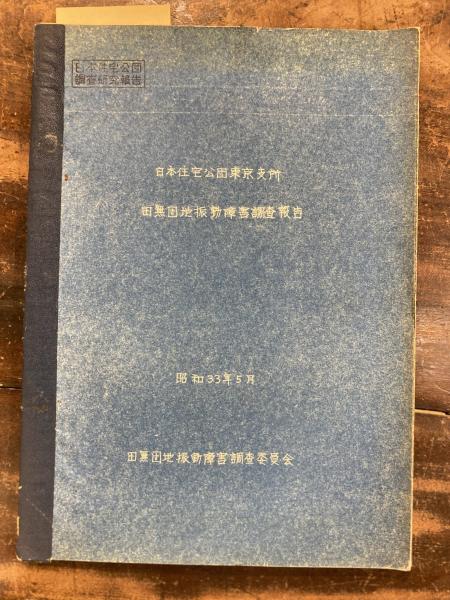 日本住宅公団
調査研究報告
日本住宅公団東京支所
田無団地振動障害調査報告
昭和33年5月
田無団地振動障害調査委員会